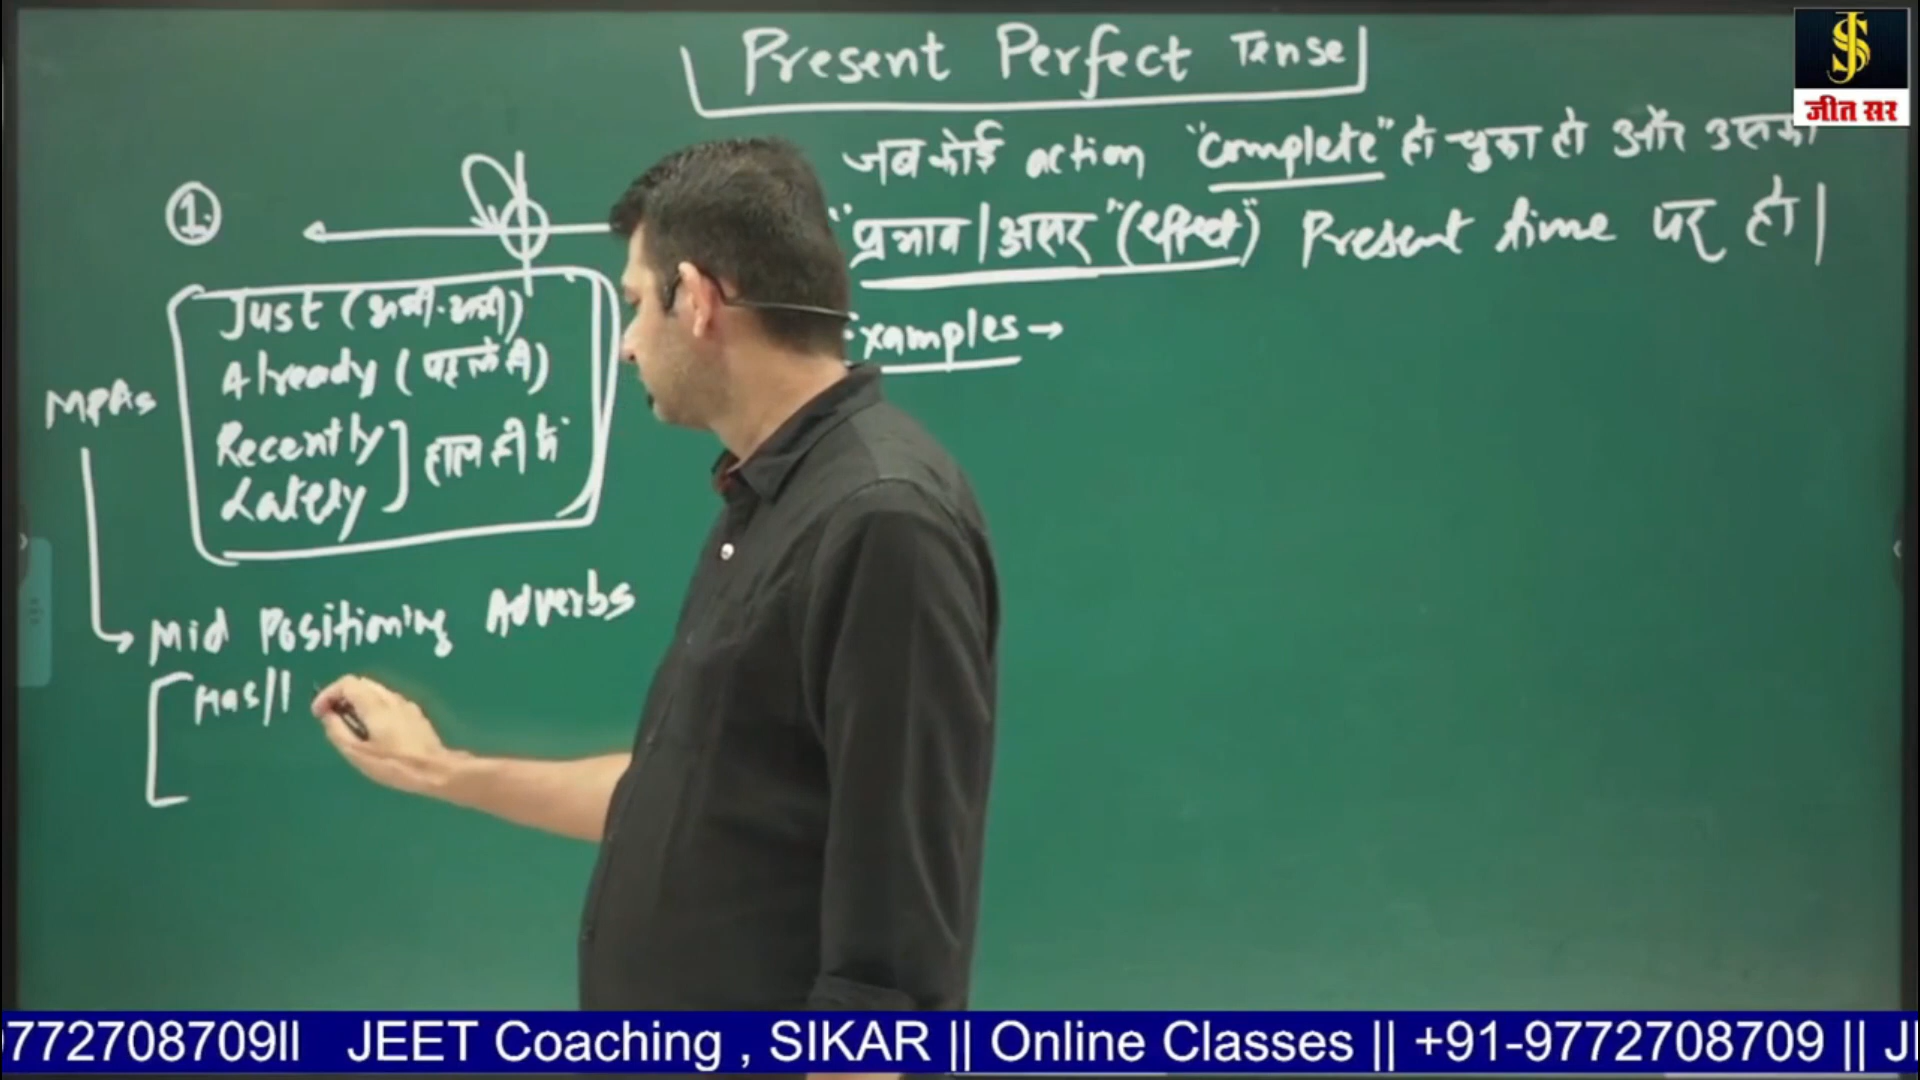 Present Perfect Tense
जब कोई action "Complete" हो चुका हो और उसका
"प्रभाव/असर" (effect)" Present time पर हो|
Examples →
1.
Just (अभी-अभी)
Already (पहले से)
Recently
Lately
] हाल ही में
MPAs
Mid Positioning Adverbs
[Has/
जीत सर
9772708709|| JEET Coaching , SIKAR || Online Classes || +91-9772708709 ||